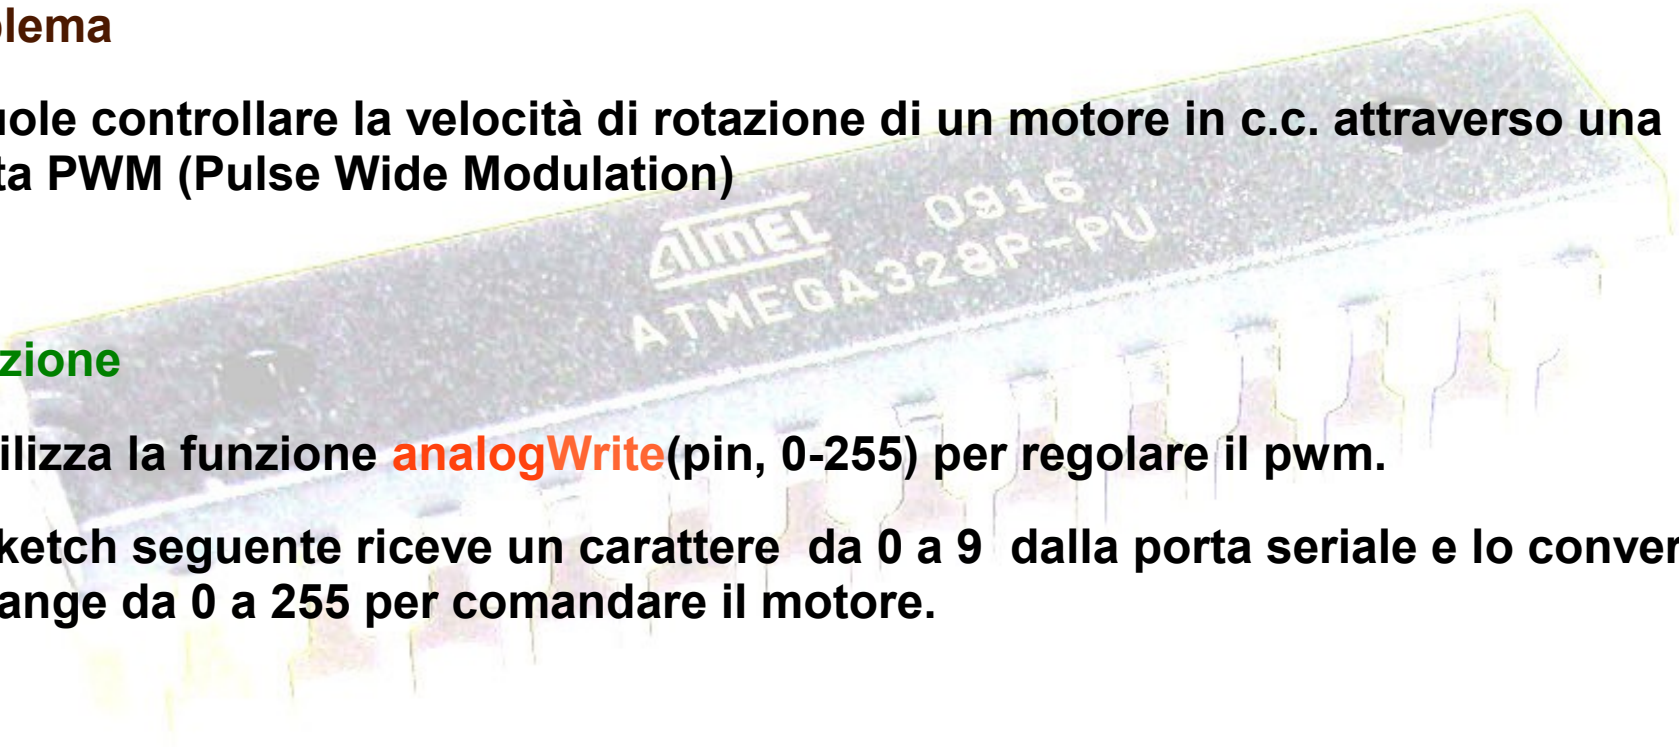 olema
uole controllare la velocità di rotazione di un motore in c.c. attraverso una
ta PWM (Pulse Wide Modulation)
ATMEL 0916
ATMEGA328P-PU
zione
ilizza la funzione analogWrite(pin, 0-255) per regolare il pwm.
ketch seguente riceve un carattere da 0 a 9 dalla porta seriale e lo conver
ange da 0 a 255 per comandare il motore.